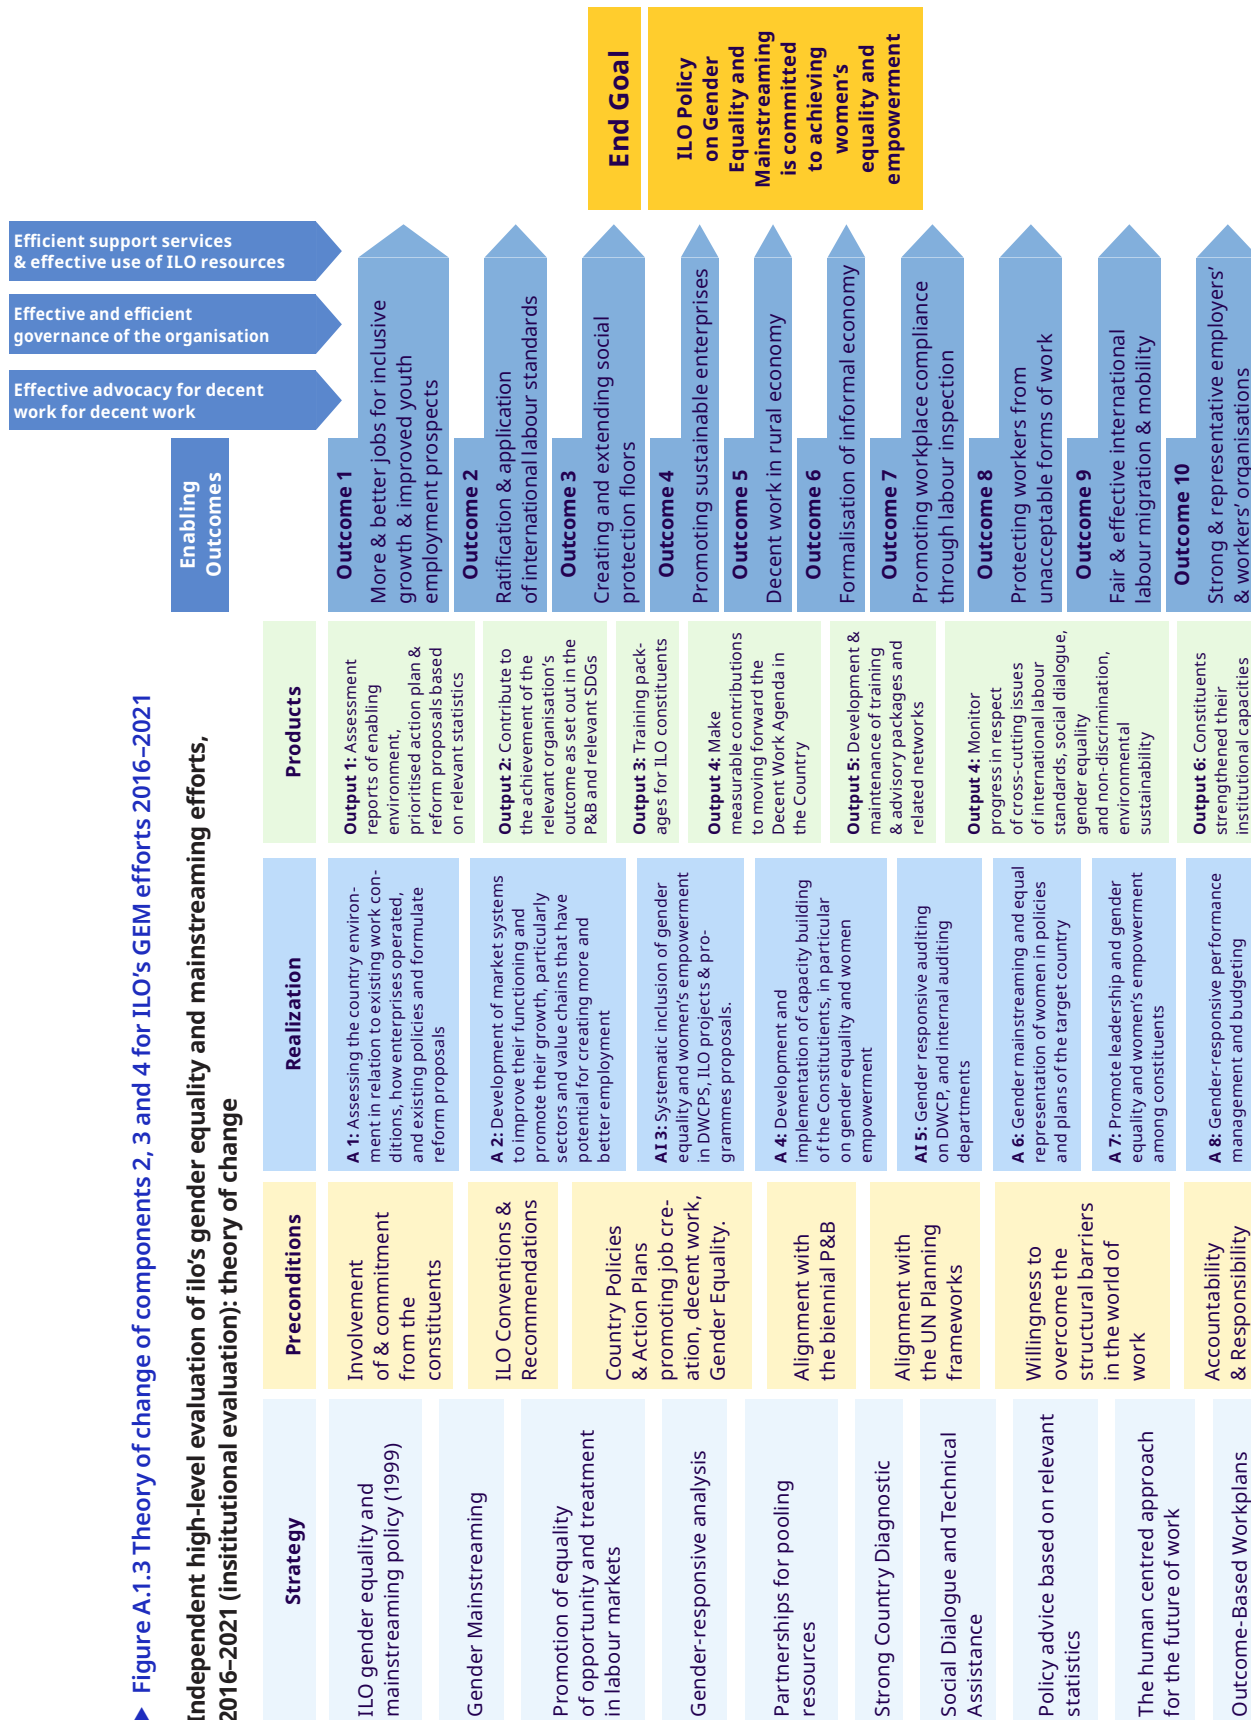 ▶ Figure A.1.3 Theory of change of components 2, 3 and 4 for ILO’s GEM efforts 2016–2021
Independent high-level evaluation of ilo’s gender equality and mainstreaming efforts,
2016–2021 (insititutional evaluation): theory of change
Strategy
ILO gender equality and
mainstreaming policy (1999)
Gender Mainstreaming
Promotion of equality
of opportunity and treatment
in labour markets
Gender-responsive analysis
Partnerships for pooling
resources
Strong Country Diagnostic
Social Dialogue and Technical
Assistance
Policy advice based on relevant
statistics
The human centred approach
for the future of work
Outcome-Based Workplans
Preconditions
Involvement
of & commitment
from the
constituents
ILO Conventions &
Recommendations
Country Policies
& Action Plans
promoting job cre-
ation, decent work,
Gender Equality.
Alignment with
the biennial P&B
Alignment with
the UN Planning
frameworks
Willingness to
overcome the
structural barriers
in the world of
work
Accountability
& Responsibility
Realization
A 1: Assessing the country environ-
ment in relation to existing work con-
ditions, how enterprises operated,
and existing policies and formulate
reform proposals
A 2: Development of market systems
to improve their functioning and
promote their growth, particularly
sectors and value chains that have
potential for creating more and
better employment
AI 3: Systematic inclusion of gender
equality and women’s empowerment
in DWCPS, ILO projects & pro-
grammes proposals.
A 4: Development and
implementation of capacity building
of the Constitutients, in particular
on gender equality and women
empowerment
AI 5: Gender responsive auditing
on DWCP, and internal auditing
departments
A 6: Gender mainstreaming and equal
representation of women in policies
and plans of the target country
A 7: Promote leadership and gender
equality and women’s empowerment
among constituents
A 8: Gender-responsive performance
management and budgeting
Products
Output 1: Assessment
reports of enabling
environment,
prioritised action plan &
reform proposals based
on relevant statistics
Output 2: Contribute to
the achievement of the
relevant organisation’s
outcome as set out in the
P&B and relevant SDGs
Output 3: Training pack-
ages for ILO constituents
Output 4: Make
measurable contributions
to moving forward the
Decent Work Agenda in
the Country
Output 5: Development &
maintenance of training
& advisory packages and
related networks
Output 4: Monitor
progress in respect
of cross-cutting issues
of international labour
standards, social dialogue,
gender equality
and non-discrimination,
environmental
sustainability
Output 6: Constituents
strengthened their
institutional capacities
Enabling
Outcomes
Effective advocacy for decent
work for decent work
Effective and efficient
governance of the organisation
Efficient support services
& effective use of ILO resources
Outcome 1
More & better jobs for inclusive
growth & improved youth
employment prospects
Outcome 2
Ratification & application
of international labour standards
Outcome 3
Creating and extending social
protection floors
Outcome 4
Promoting sustainable enterprises
Outcome 5
Decent work in rural economy
Outcome 6
Formalisation of informal economy
Outcome 7
Promoting workplace compliance
through labour inspection
Outcome 8
Protecting workers from
unacceptable forms of work
Outcome 9
Fair & effective international
labour migration & mobility
Outcome 10
Strong & representative employers’
& workers’ organisations
End Goal
ILO Policy
on Gender
Equality and
Mainstreaming
is committed
to achieving
women’s
equality and
empowerment